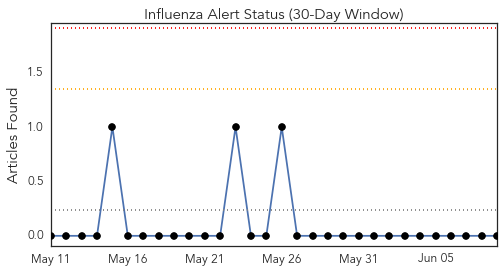 Influenza Alert Status (30-Day Window)
Articles Found
1.5
1.0
0.5
0.0
May 11 May 16 May 21 May 26 May 31 Jun 05